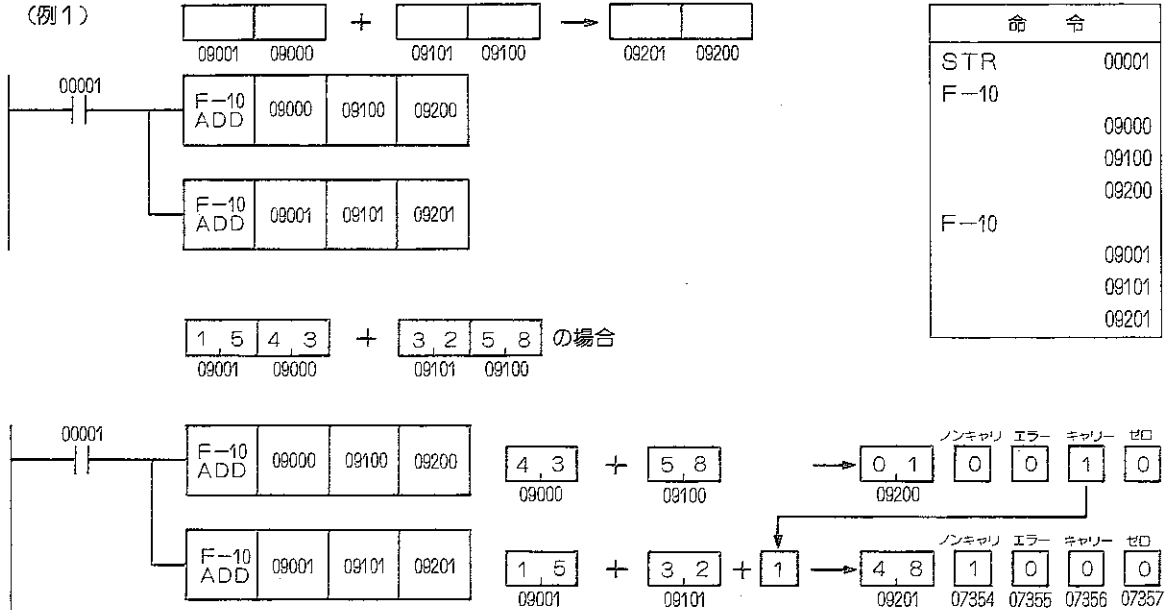 （例1） ＋ → 命　令
09001 09000 09101 09100 09201 09200
STR 00001
00001
F-10 ADD 09000 09100 09200
F-10
09000
09100
09200
F-10 ADD 09001 09101 09201
F-10
09001
09101
09201
1 5 4 3 ＋ 3 2 5 8 の場合
09001 09000 09101 09100
00001
F-10 ADD 09000 09100 09200
4 3 ＋ 5 8 → 0 1 0 0 1 0
ノンキャリ エラー キャリー ゼロ
09000 09100 09200
F-10 ADD 09001 09101 09201
1 5 ＋ 3 2 ＋ 1 → 4 8 1 0 0 0
ノンキャリ エラー キャリー ゼロ
09001 09101 09201 07354 07355 07356 07357